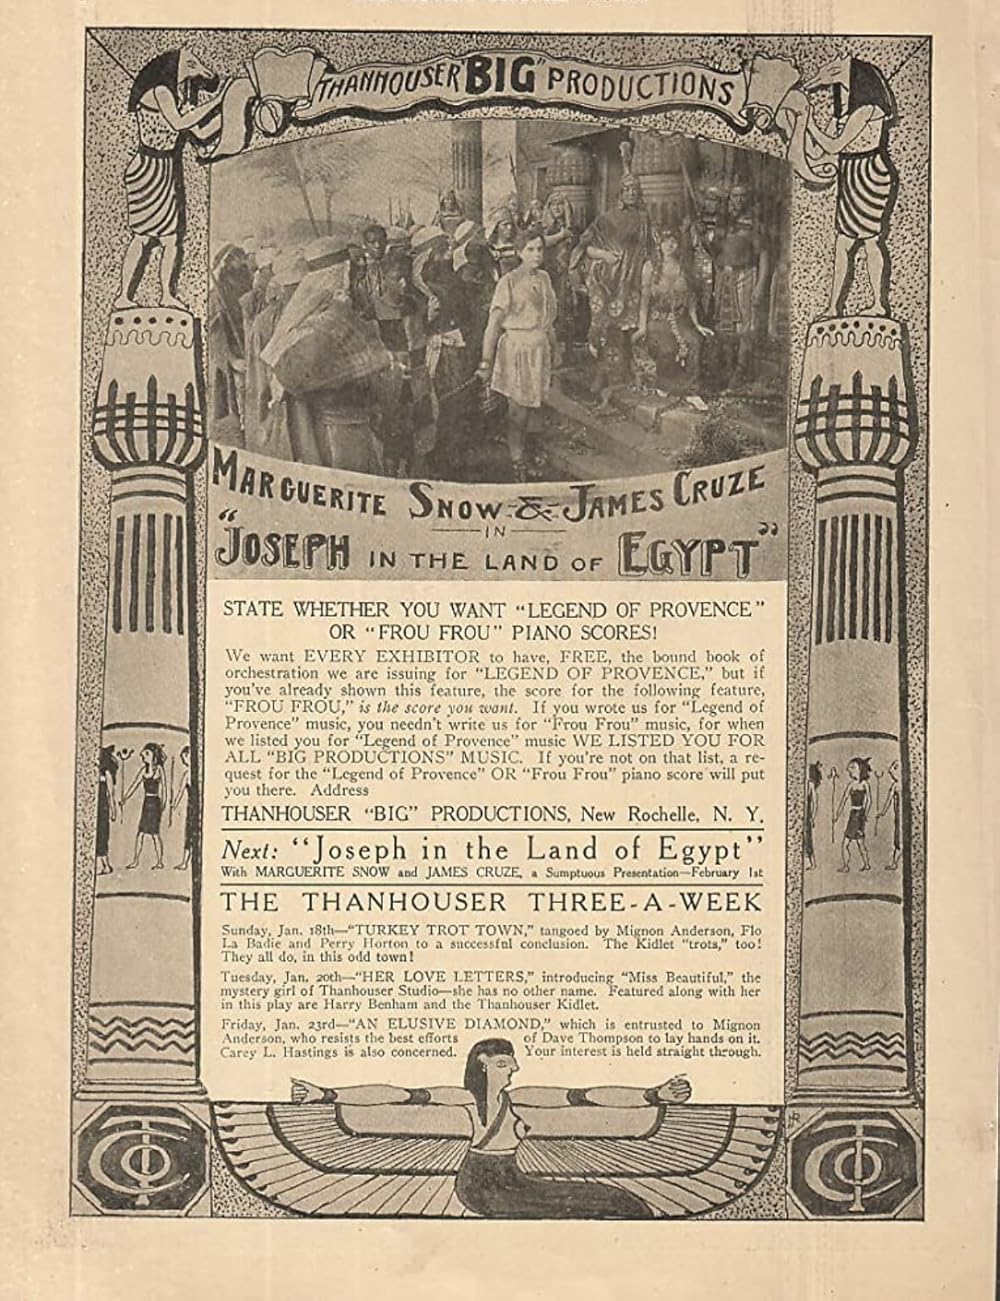 THANHOUSER "BIG" PRODUCTIONS
MARGUERITE SNOW & JAMES CRUZE
IN
"JOSEPH IN THE LAND OF EGYPT"
STATE WHETHER YOU WANT "LEGEND OF PROVENCE"
OR "FROU FROU" PIANO SCORES!
We want EVERY EXHIBITOR to have, FREE, the bound book of
orchestration we are issuing for "LEGEND OF PROVENCE," but if
you've already shown this feature, the score for the following feature,
"FROU FROU," is the score you want. If you wrote us for "Legend of
Provence" music, you needn't write us for "Frou Frou" music, for when
we listed you for "Legend of Provence" music WE LISTED YOU FOR
ALL "BIG PRODUCTIONS" MUSIC. If you're not on that list, a re-
quest for the "Legend of Provence" OR "Frou Frou" piano score will put
you there. Address
THANHOUSER "BIG" PRODUCTIONS, New Rochelle, N. Y.
Next: "Joseph in the Land of Egypt"
With MARGUERITE SNOW and JAMES CRUZE, a Sumptuous Presentation—February 1st
THE THANHOUSER THREE-A-WEEK
Sunday, Jan. 18th—"TURKEY TROT TOWN," tangoed by Mignon Anderson, Flo
La Badie and Perry Horton to a successful conclusion. The Kidlet "trots," too!
They all do, in this odd town!
Tuesday, Jan. 20th—"HER LOVE LETTERS," introducing "Miss Beautiful," the
mystery girl of Thanhouser Studio—she has no other name. Featured along with her
in this play are Harry Benham and the Thanhouser Kidlet.
Friday, Jan. 23rd—"AN ELUSIVE DIAMOND," which is entrusted to Mignon
Anderson, who resists the best efforts of Dave Thompson to lay hands on it.
Carey L. Hastings is also concerned. Your interest is held straight through.